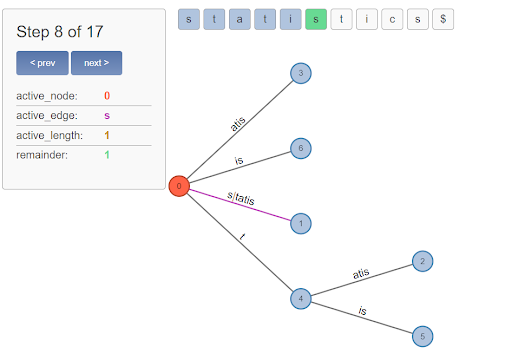 Step 8 of 17
< prev next >
active_node: 0
active_edge: s
active_length: 1
remainder: 1
s t a t i s t i c s $
3
atis
6
is
0
s|tatis
1
t
2
atis
4
is
5